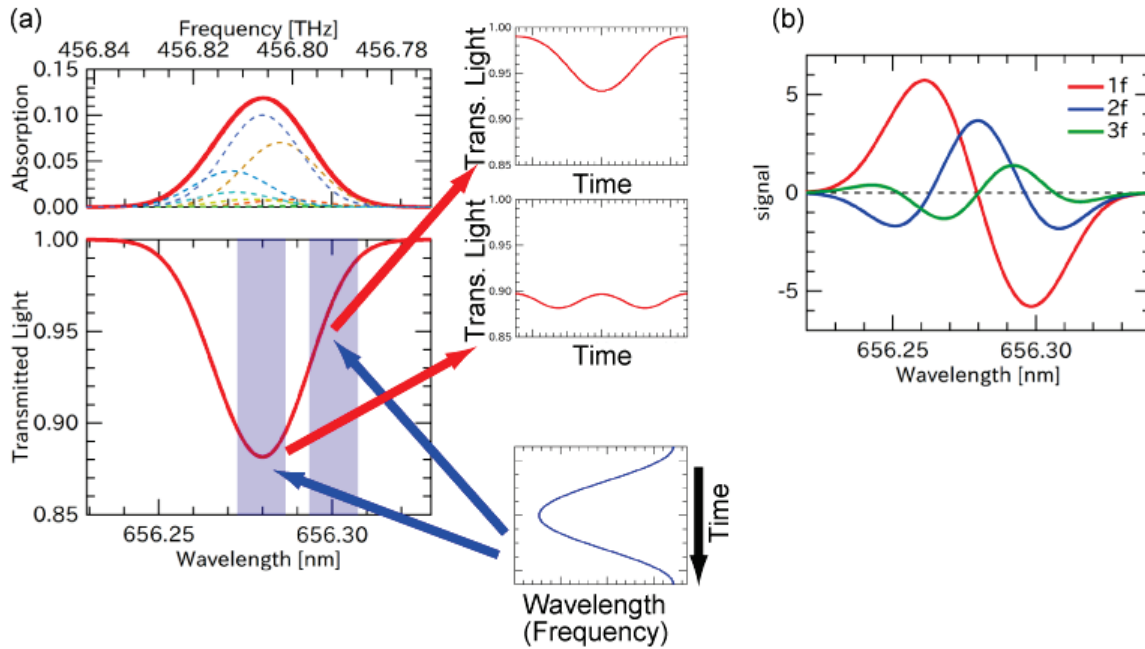 (a)
Frequency [THz]
456.84 456.82 456.80 456.78
Absorption
0.15
0.10
0.05
0.00
Transmitted Light
1.00
0.95
0.90
0.85
656.25 656.30
Wavelength [nm]
Trans. Light
1.00
0.95
0.90
0.85
Time
Trans. Light
1.00
0.95
0.90
0.85
Time
Time
Wavelength
(Frequency)
(b)
signal
5
0
-5
1f
2f
3f
656.25 656.30
Wavelength [nm]